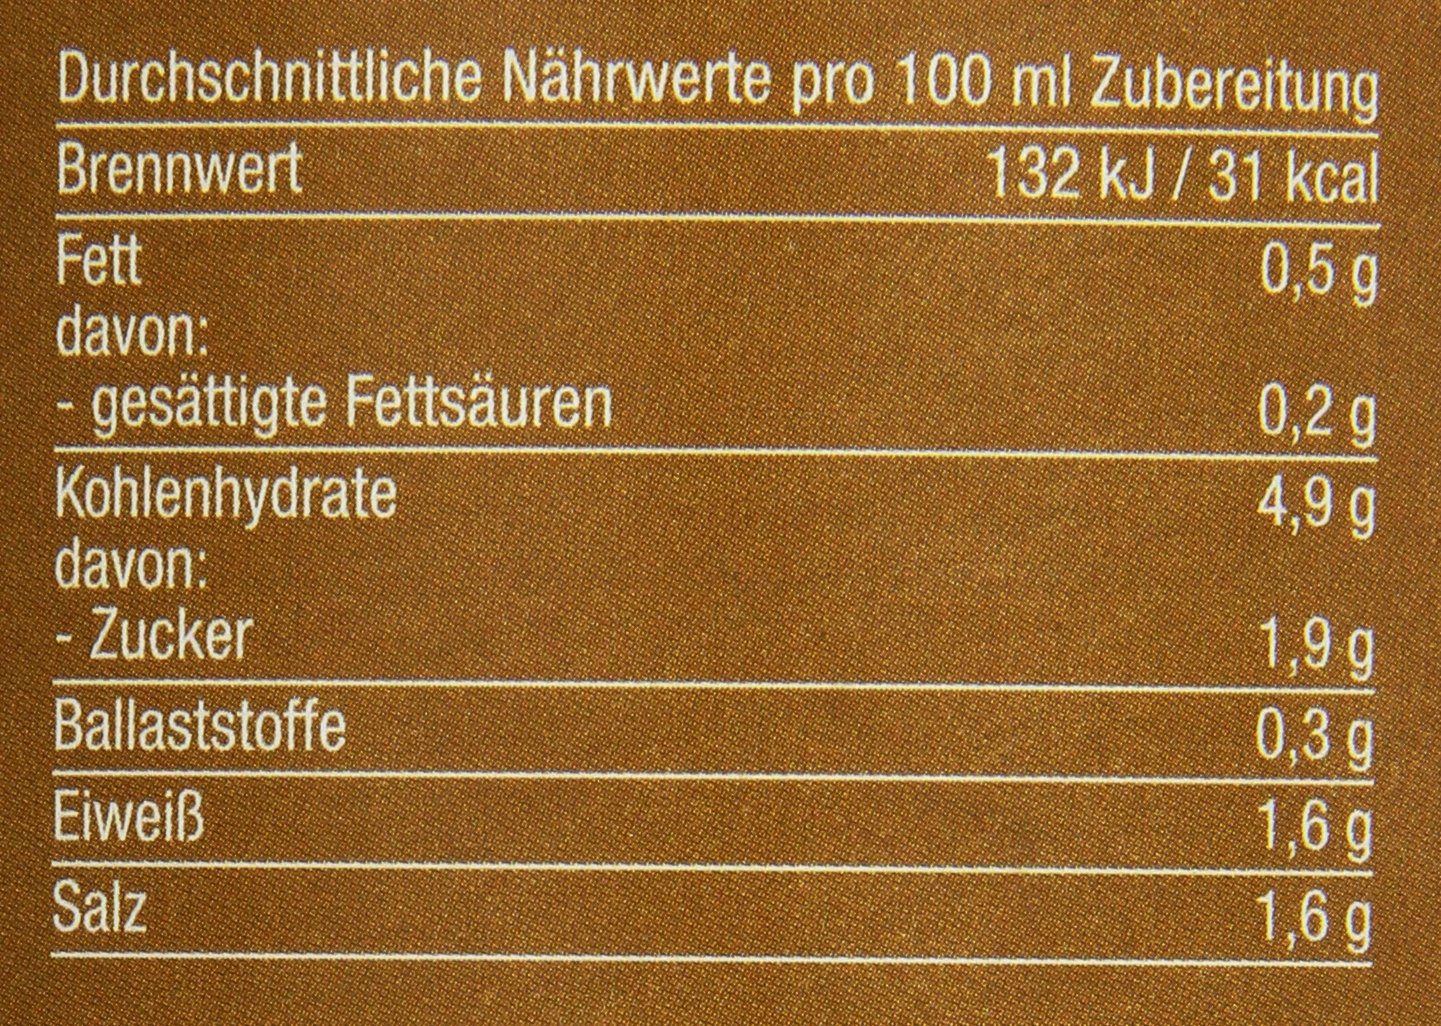 Durchschnittliche Nährwerte pro 100 ml Zubereitung
Brennwert 132 kJ / 31 kcal
Fett 0,5 g
davon:
- gesättigte Fettsäuren 0,2 g
Kohlenhydrate 4,9 g
davon:
- Zucker 1,9 g
Ballaststoffe 0,3 g
Eiweiß 1,6 g
Salz 1,6 g